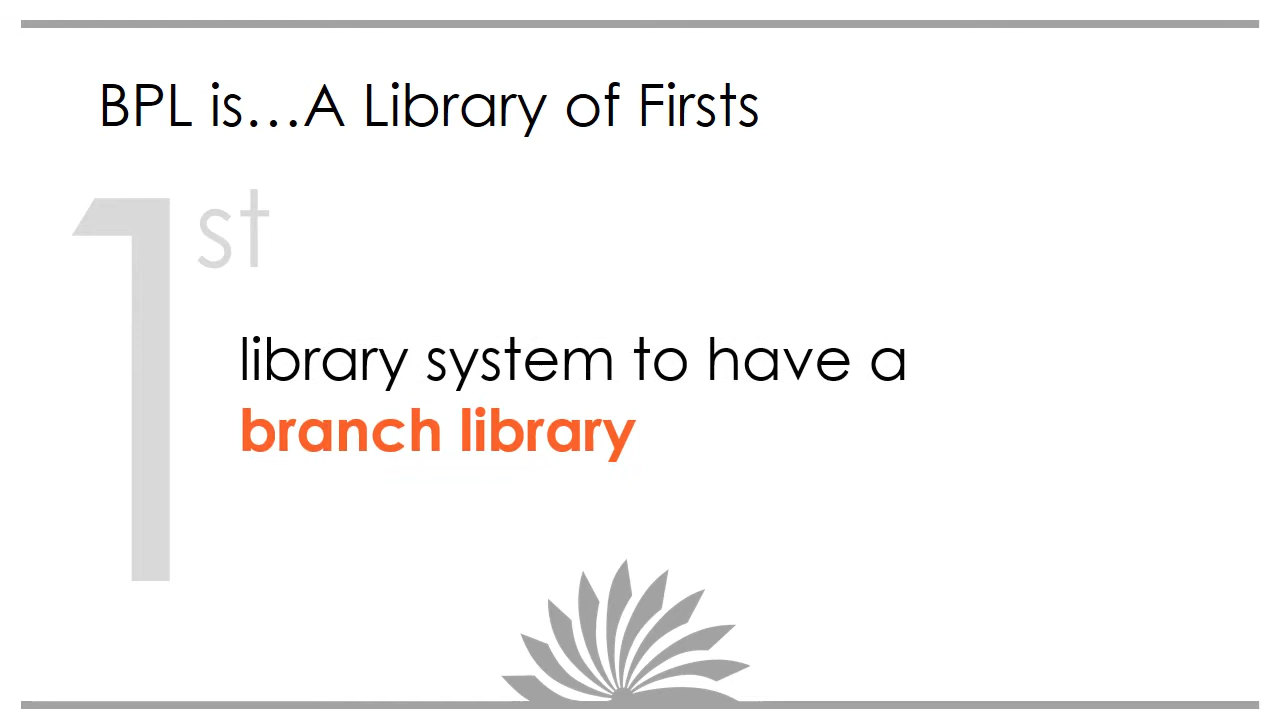 BPL is...A Library of Firsts
1st
library system to have a
branch library